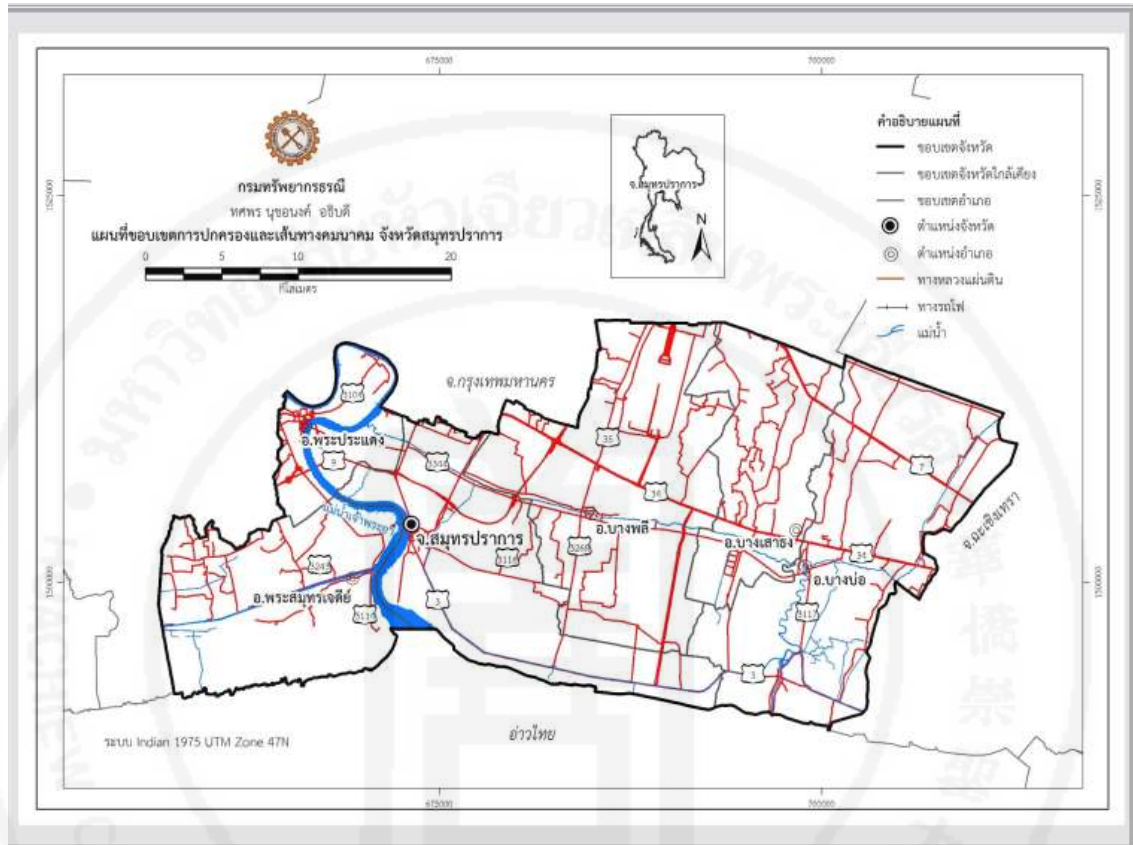 675000
700000
1525000
1525000
กรมทรัพยากรธรณี
ทศพร นุชอนงค์ อธิบดี
แผนที่ขอบเขตการปกครองและเส้นทางคมนาคม จังหวัดสมุทรปราการ
0 5 10 20
กิโลเมตร
จ.สมุทรปราการ
N
คำอธิบายแผนที่
ขอบเขตจังหวัด
ขอบเขตจังหวัดใกล้เคียง
ขอบเขตอำเภอ
ตำแหน่งจังหวัด
ตำแหน่งอำเภอ
ทางหลวงแผ่นดิน
ทางรถไฟ
แม่น้ำ
จ.กรุงเทพมหานคร
อ.พระประแดง
9
3344
35
34
7
จ.ฉะเชิงเทรา
แม่น้ำเจ้าพระยา
จ.สมุทรปราการ
อ.บางพลี
3268
3116
อ.บางเสาธง
34
อ.บางบ่อ
3243
อ.พระสมุทรเจดีย์
3
3117
3
1500000
1500000
อ่าวไทย
ระบบ Indian 1975 UTM Zone 47N
675000
700000
華
僑
崇
聖